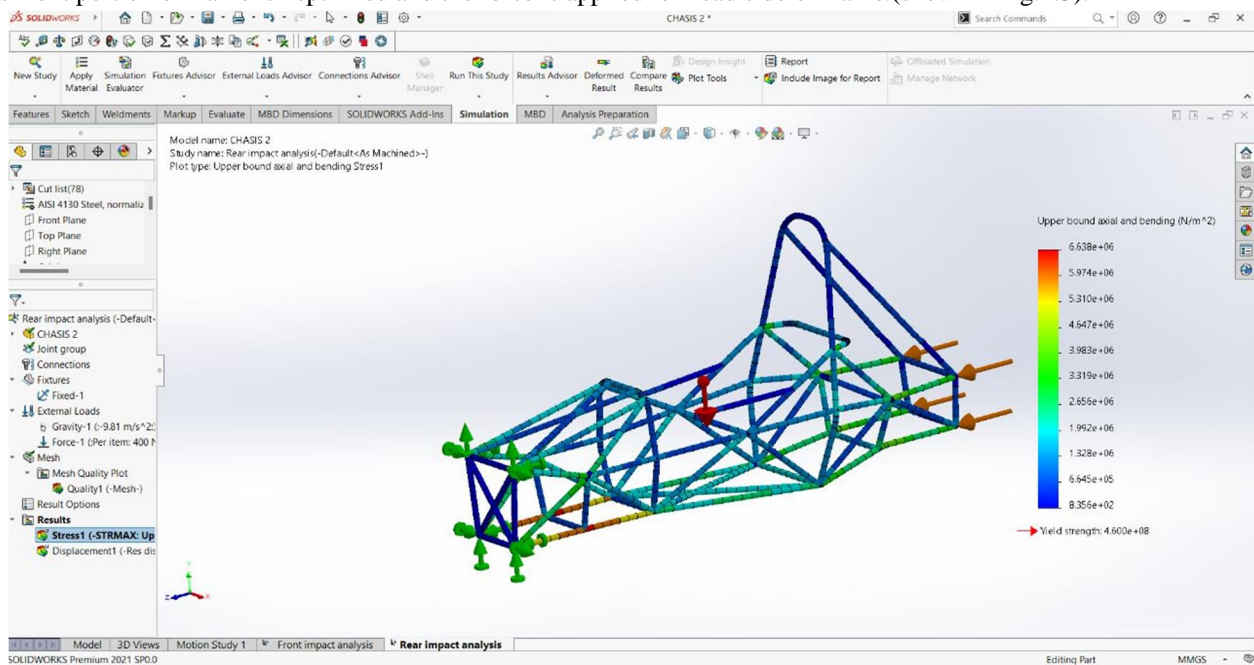 SOLIDWORKS
CHASIS 2 *
Search Commands
New Study
Apply Material
Simulation Evaluator
Fixtures Advisor
External Loads Advisor
Connections Advisor
Shell Manager
Run This Study
Results Advisor
Deformed Result
Compare Results
Design Insight
Plot Tools
Report
Include Image for Report
Offloaded Simulation
Manage Network
Features Sketch Weldments Markup Evaluate MBD Dimensions SOLIDWORKS Add-Ins Simulation MBD Analysis Preparation
Model name: CHASIS 2
Study name: Rear impact analysis(-Default<As Machined>-)
Plot type: Upper bound axial and bending Stress1
Cut list(78)
AISI 4130 Steel, normaliz
Front Plane
Top Plane
Right Plane
Rear impact analysis (-Default-
CHASIS 2
Joint group
Connections
Fixtures
Fixed-1
External Loads
Gravity-1 (:-9.81 m/s^2:)
Force-1 (:Per item: 400 N
Mesh
Mesh Quality Plot
Quality1 (-Mesh-)
Result Options
Results
Stress1 (-STRMAX: Up
Displacement1 (-Res dis
Upper bound axial and bending (N/m^2)
6.638e+06
5.974e+06
5.310e+06
4.647e+06
3.983e+06
3.319e+06
2.656e+06
1.992e+06
1.328e+06
6.645e+05
8.356e+02
Yield strength: 4.600e+08
Model 3D Views Motion Study 1 Front impact analysis Rear impact analysis
SOLIDWORKS Premium 2021 SP0.0
Editing Part
MMGS